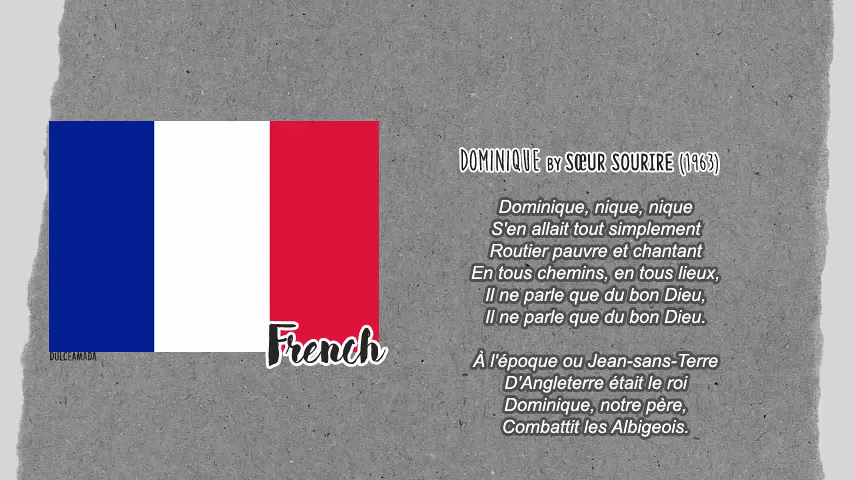 DOMINIQUE BY SŒUR SOURIRE (1963)
Dominique, nique, nique
S'en allait tout simplement
Routier pauvre et chantant
En tous chemins, en tous lieux,
Il ne parle que du bon Dieu,
Il ne parle que du bon Dieu.
À l'époque ou Jean-sans-Terre
D'Angleterre était le roi
Dominique, notre père,
Combattit les Albigeois.
French
DULCEAMADA